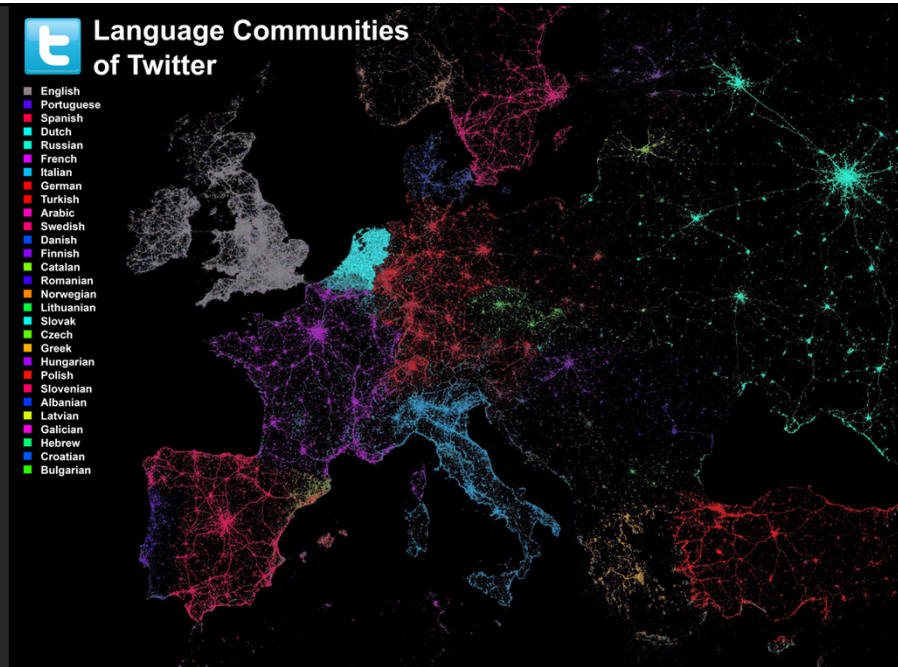 Language Communities
of Twitter
English
Portuguese
Spanish
Dutch
Russian
French
Italian
German
Turkish
Arabic
Swedish
Danish
Finnish
Catalan
Romanian
Norwegian
Lithuanian
Slovak
Czech
Greek
Hungarian
Polish
Slovenian
Albanian
Latvian
Galician
Hebrew
Croatian
Bulgarian